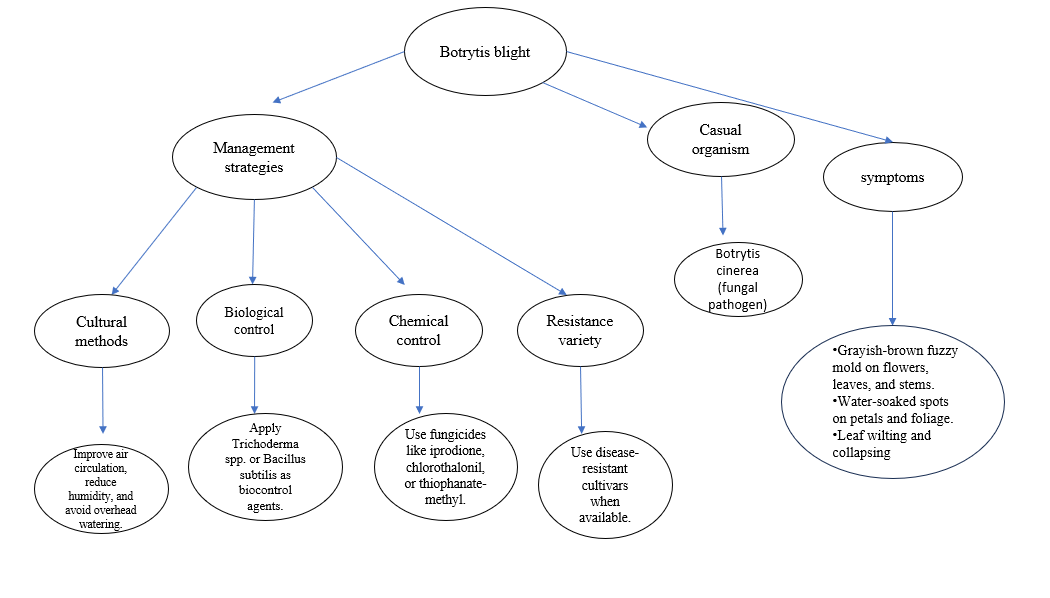 Botrytis blight
Management
strategies
Casual
organism
symptoms
Botrytis
cinerea
(fungal
pathogen)
Cultural
methods
Biological
control
Chemical
control
Resistance
variety
•Grayish-brown fuzzy
mold on flowers,
leaves, and stems.
•Water-soaked spots
on petals and foliage.
•Leaf wilting and
collapsing
Improve air
circulation,
reduce
humidity, and
avoid overhead
watering.
Apply
Trichoderma
spp. or Bacillus
subtilis as
biocontrol
agents.
Use fungicides
like iprodione,
chlorothalonil,
or thiophanate-
methyl.
Use disease-
resistant
cultivars
when
available.